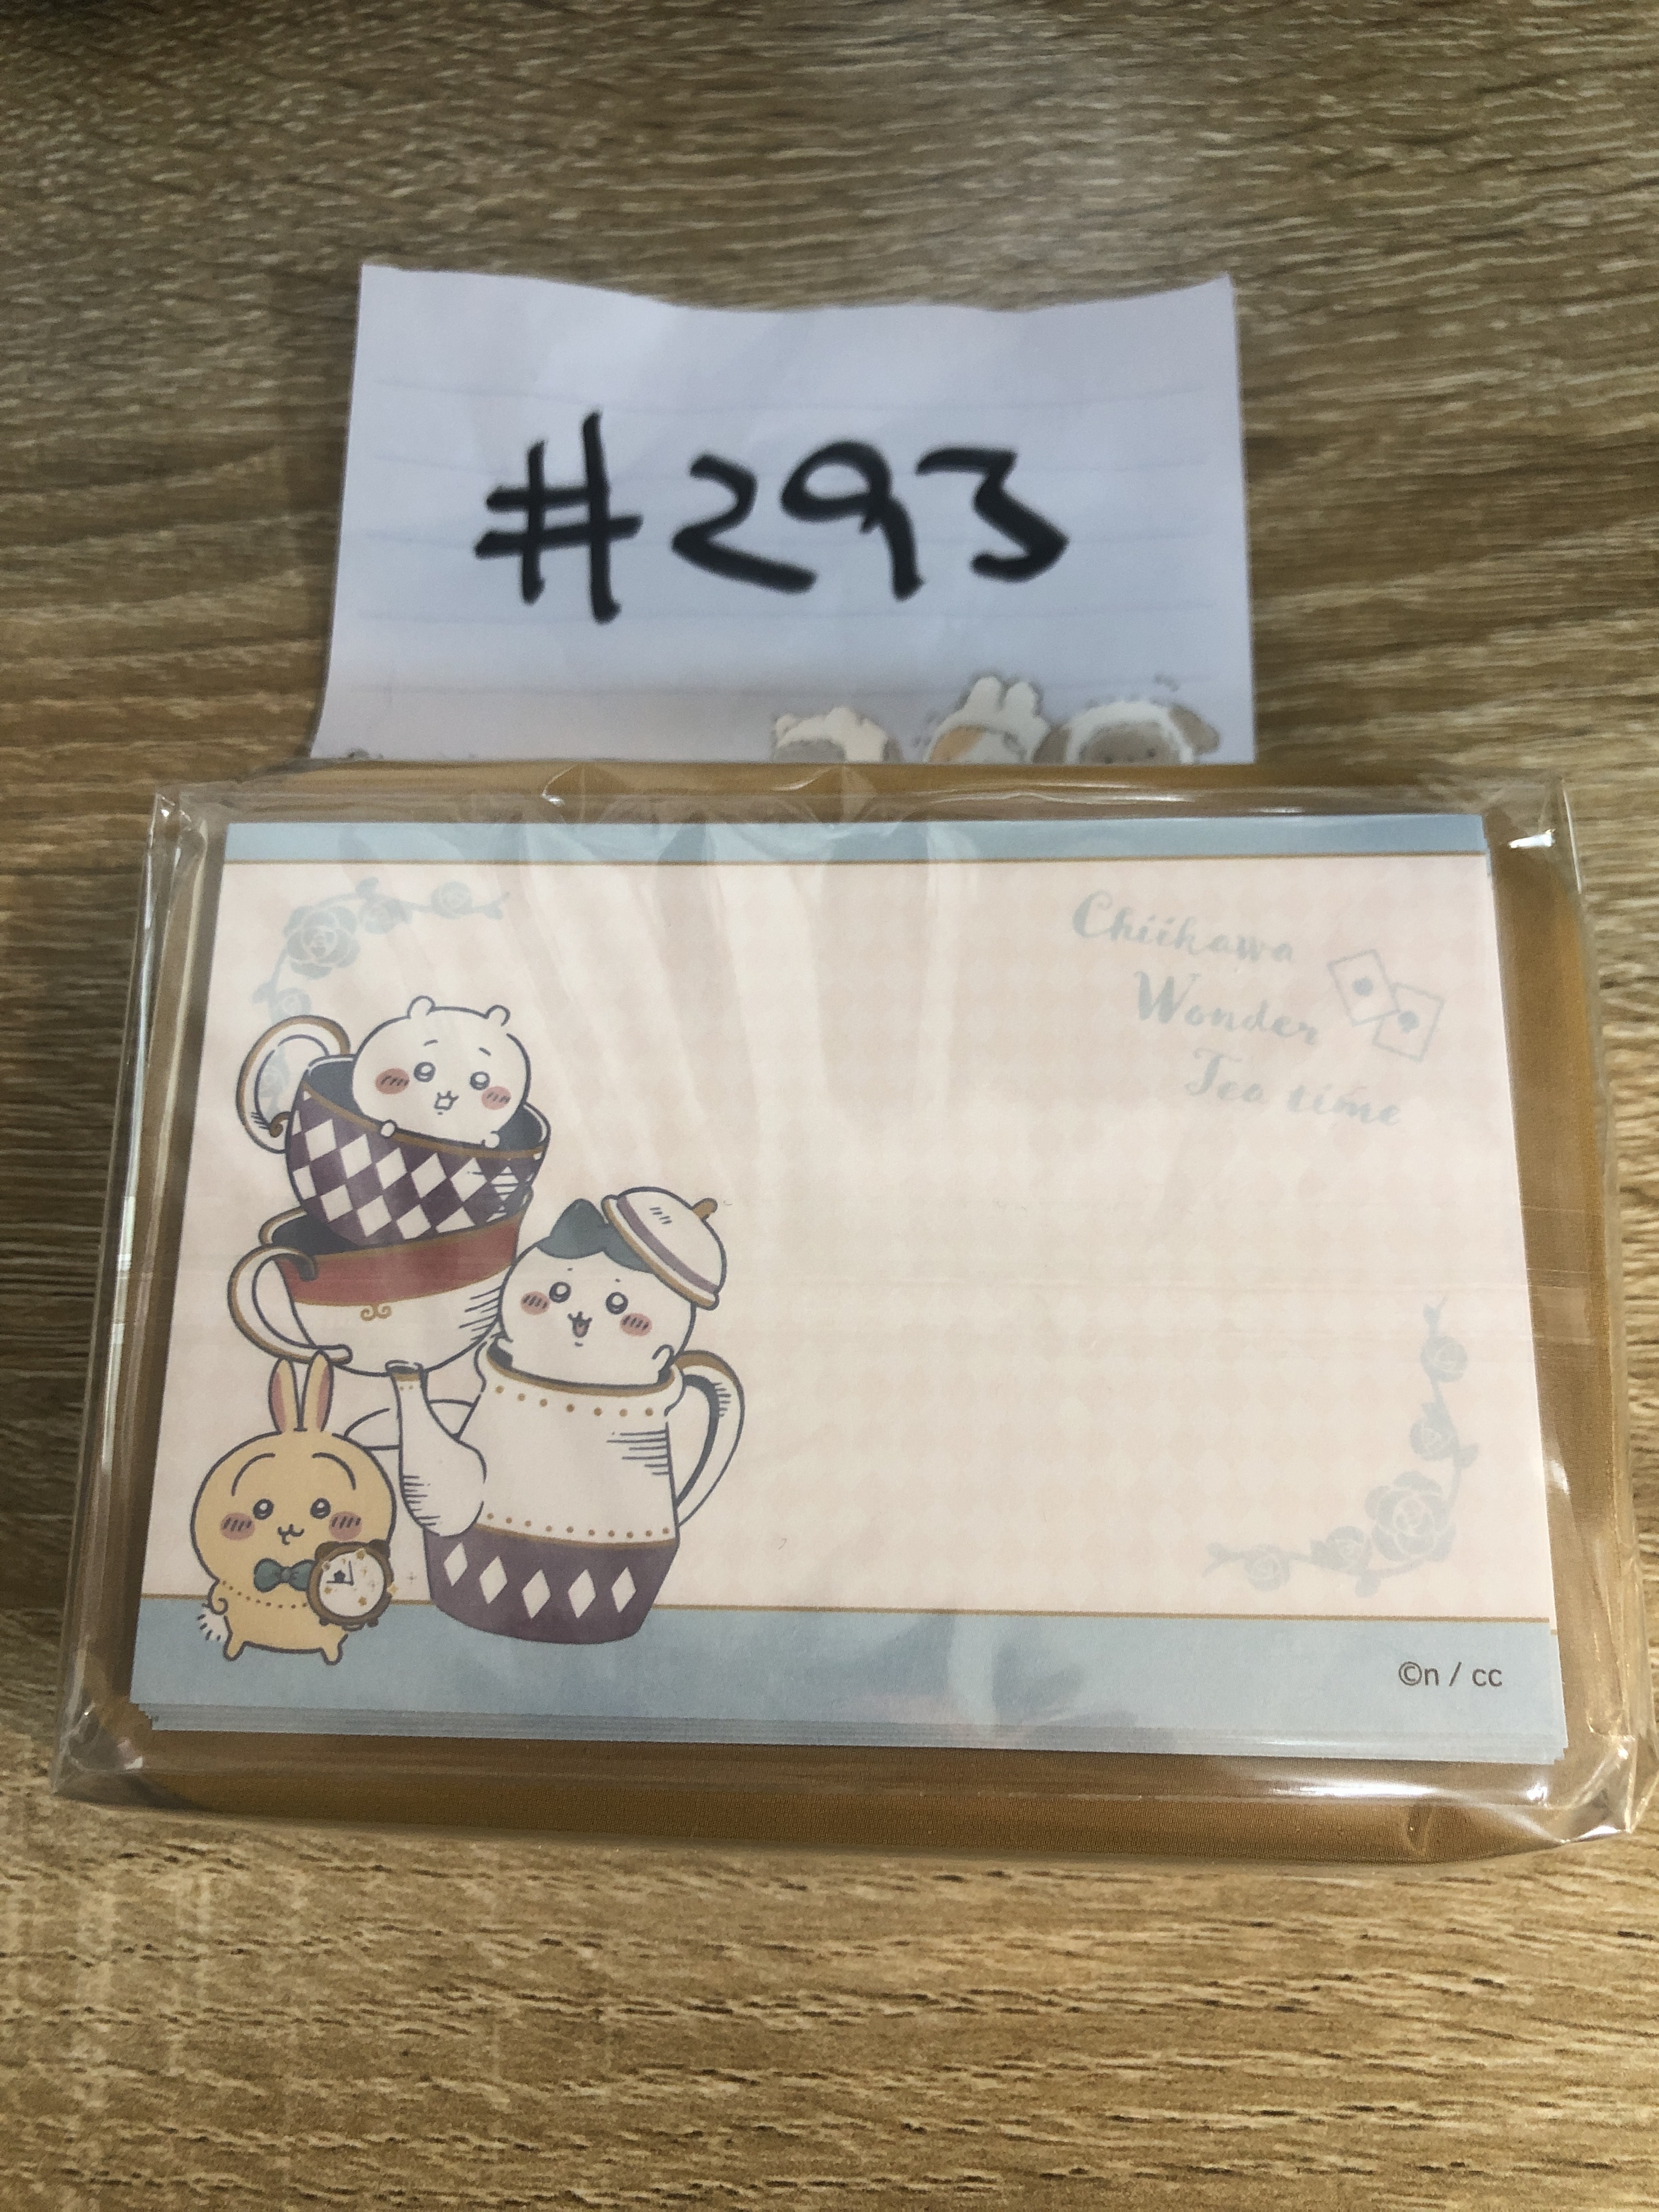 #293
Chiikawa
Wonder
Tea time
©n / cc